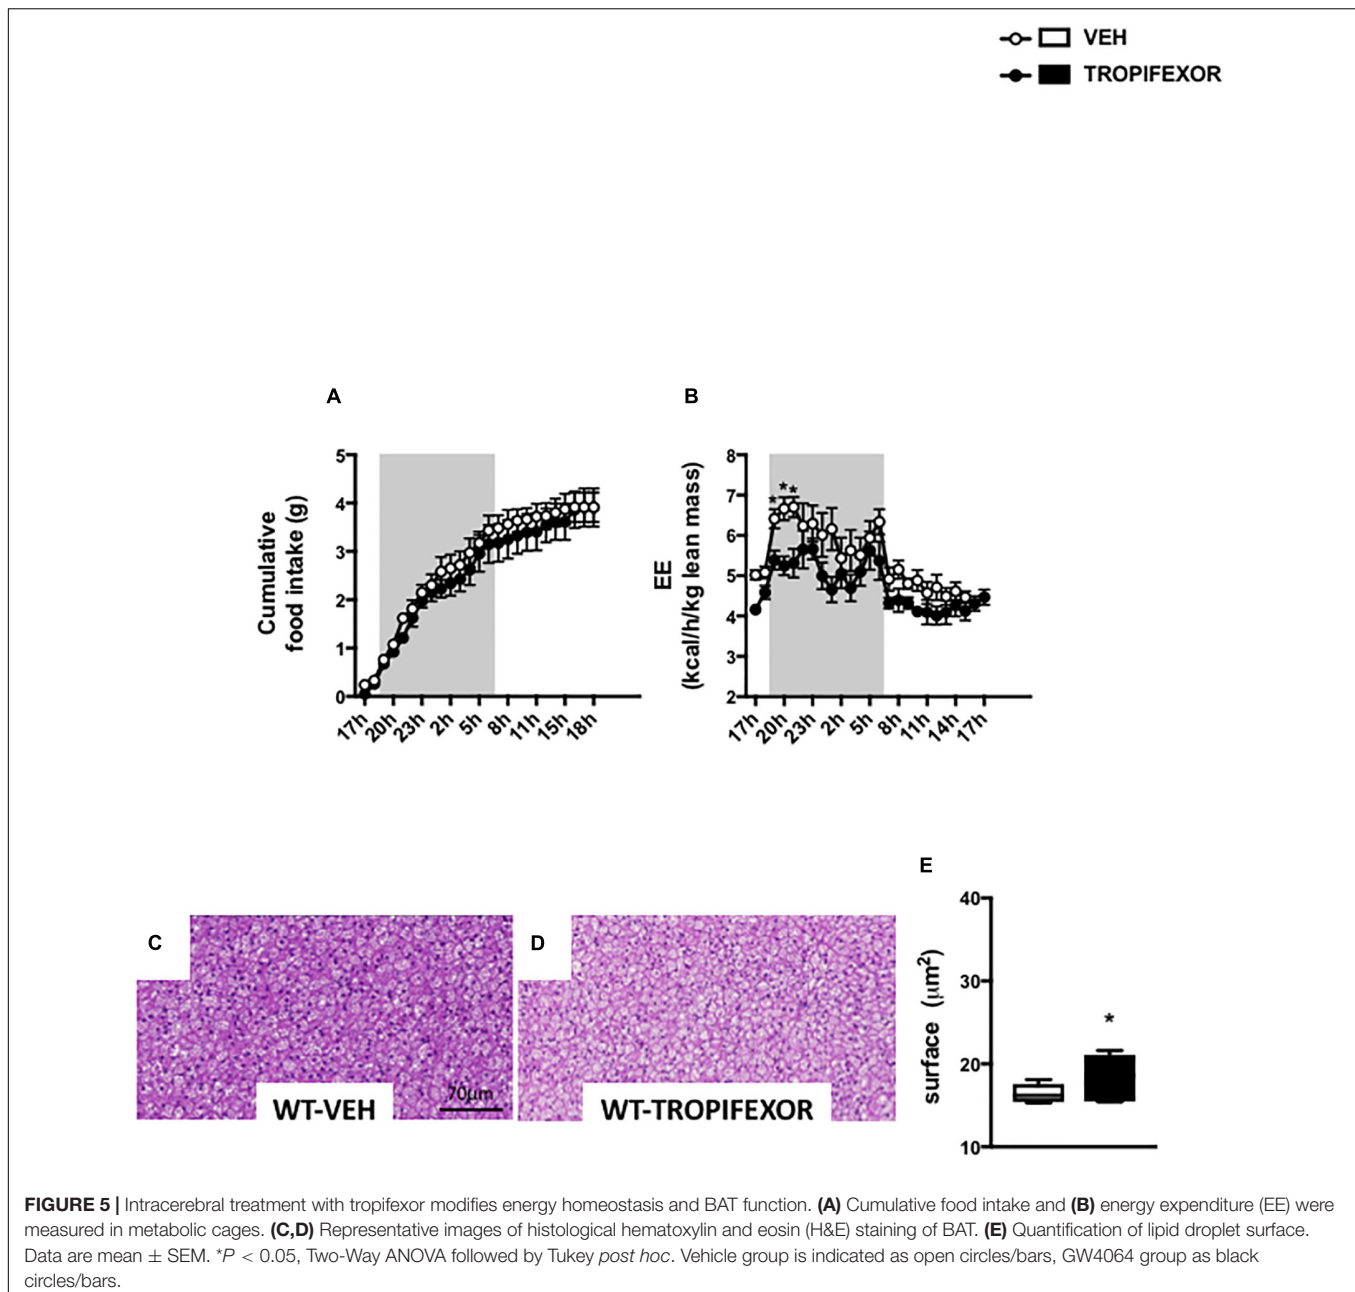 VEH
TROPIFEXOR
A
Cumulative
food intake (g)
5
4
3
2
1
0
17h
20h
23h
2h
5h
8h
11h
15h
18h
B
EE
(kcal/h/kg lean mass)
8
7
6
5
4
3
2
* * *
17h
20h
23h
2h
5h
8h
11h
14h
17h
C
WT-VEH
70μm
D
WT-TROPIFEXOR
E
surface (μm²)
40
30
20
10
*
FIGURE 5 | Intracerebral treatment with tropifexor modifies energy homeostasis and BAT function. (A) Cumulative food intake and (B) energy expenditure (EE) were
measured in metabolic cages. (C,D) Representative images of histological hematoxylin and eosin (H&E) staining of BAT. (E) Quantification of lipid droplet surface.
Data are mean ± SEM. *P < 0.05, Two-Way ANOVA followed by Tukey post hoc. Vehicle group is indicated as open circles/bars, GW4064 group as black
circles/bars.